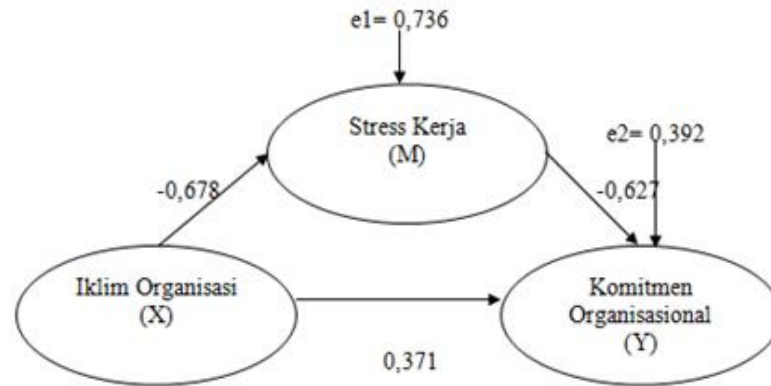 e1= 0,736
Stress Kerja
(M)
e2= 0,392
-0,678
-0,627
Iklim Organisasi
(X)
Komitmen
Organisasional
(Y)
0,371